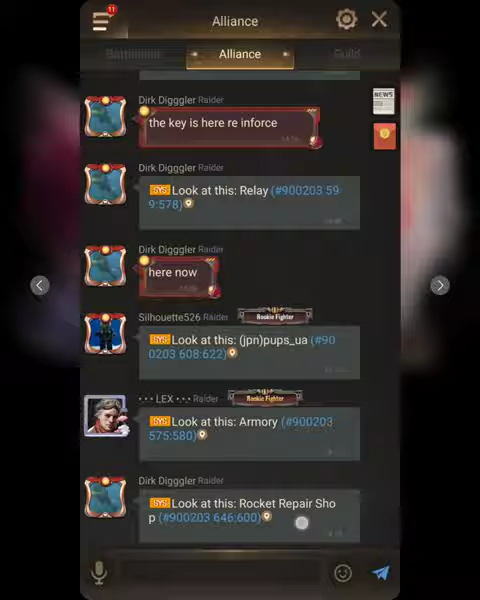 11
Alliance
Battlefield
Alliance
Guild
NEWS
Dirk Digggler Raider
the key is here re inforce
Dirk Digggler Raider
SYS Look at this: Relay (#900203 59
9:578)
Dirk Digggler Raider
here now
Silhouette526 Raider
Rookie Fighter
SYS Look at this: (jpn)pups_ua (#90
0203 608:622)
• • • LEX • • • Raider
Rookie Fighter
SYS Look at this: Armory (#900203
575:580)
Dirk Digggler Raider
SYS Look at this: Rocket Repair Sho
p (#900203 646:600)